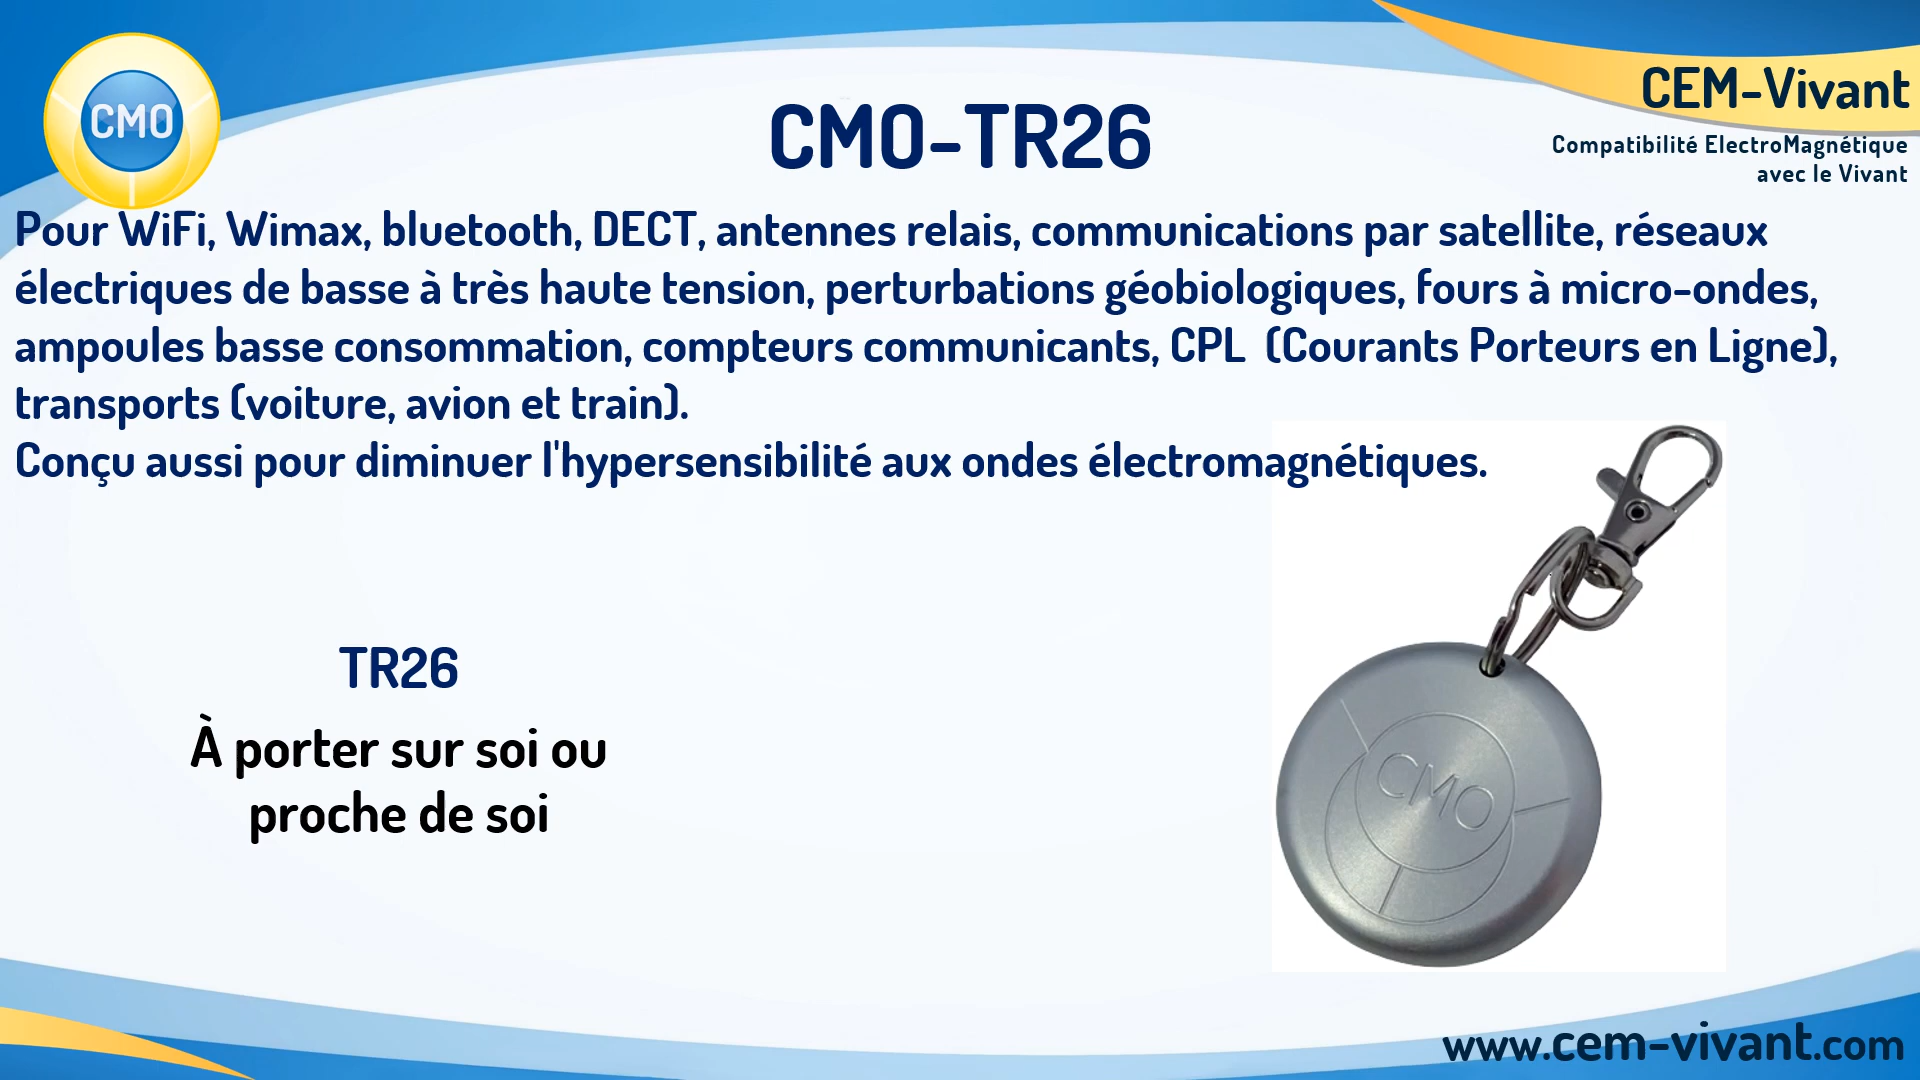 CMO
CEM-Vivant
Compatibilité ElectroMagnétique
avec le Vivant
CMO-TR26
Pour WiFi, Wimax, bluetooth, DECT, antennes relais, communications par satellite, réseaux
électriques de basse à très haute tension, perturbations géobiologiques, fours à micro-ondes,
ampoules basse consommation, compteurs communicants, CPL (Courants Porteurs en Ligne),
transports (voiture, avion et train).
Conçu aussi pour diminuer l'hypersensibilité aux ondes électromagnétiques.
TR26
À porter sur soi ou
proche de soi
CMO
www.cem-vivant.com